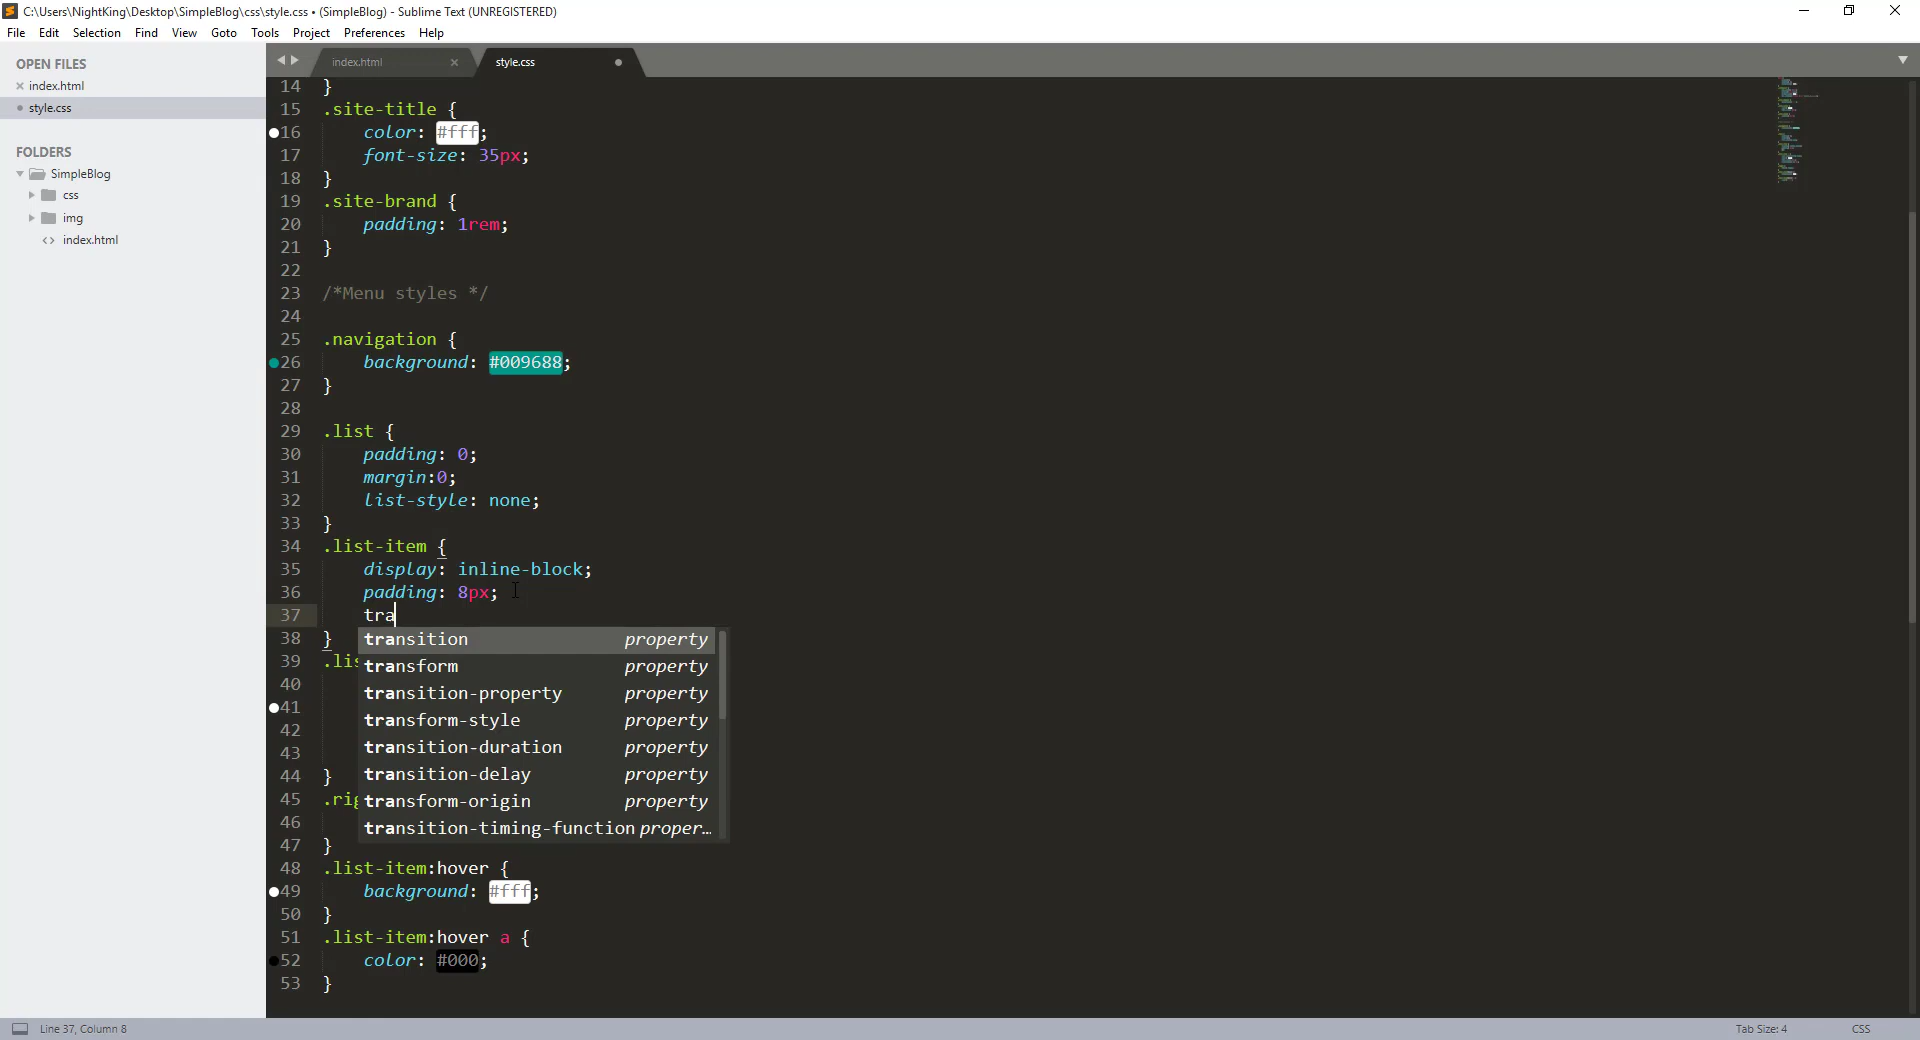 C:\Users\NightKing\Desktop\SimpleBlog\css\style.css • (SimpleBlog) - Sublime Text (UNREGISTERED)
File Edit Selection Find View Goto Tools Project Preferences Help
OPEN FILES
index.html
style.css
FOLDERS
SimpleBlog
css
img
index.html
index.html style.css
14 }
15 .site-title {
16 color: #fff;
17 font-size: 35px;
18 }
19 .site-brand {
20 padding: 1rem;
21 }
22
23 /*Menu styles */
24
25 .navigation {
26 background: #009688;
27 }
28
29 .list {
30 padding: 0;
31 margin:0;
32 list-style: none;
33 }
34 .list-item {
35 display: inline-block;
36 padding: 8px;
37 tra
38 }
39 .lis
40
41
42
43
44 }
45 .rig
46
47 }
48 .list-item:hover {
49 background: #fff;
50 }
51 .list-item:hover a {
52 color: #000;
53 }
transition property
transform property
transition-property property
transform-style property
transition-duration property
transition-delay property
transform-origin property
transition-timing-function proper...
Line 37, Column 8
Tab Size: 4
CSS